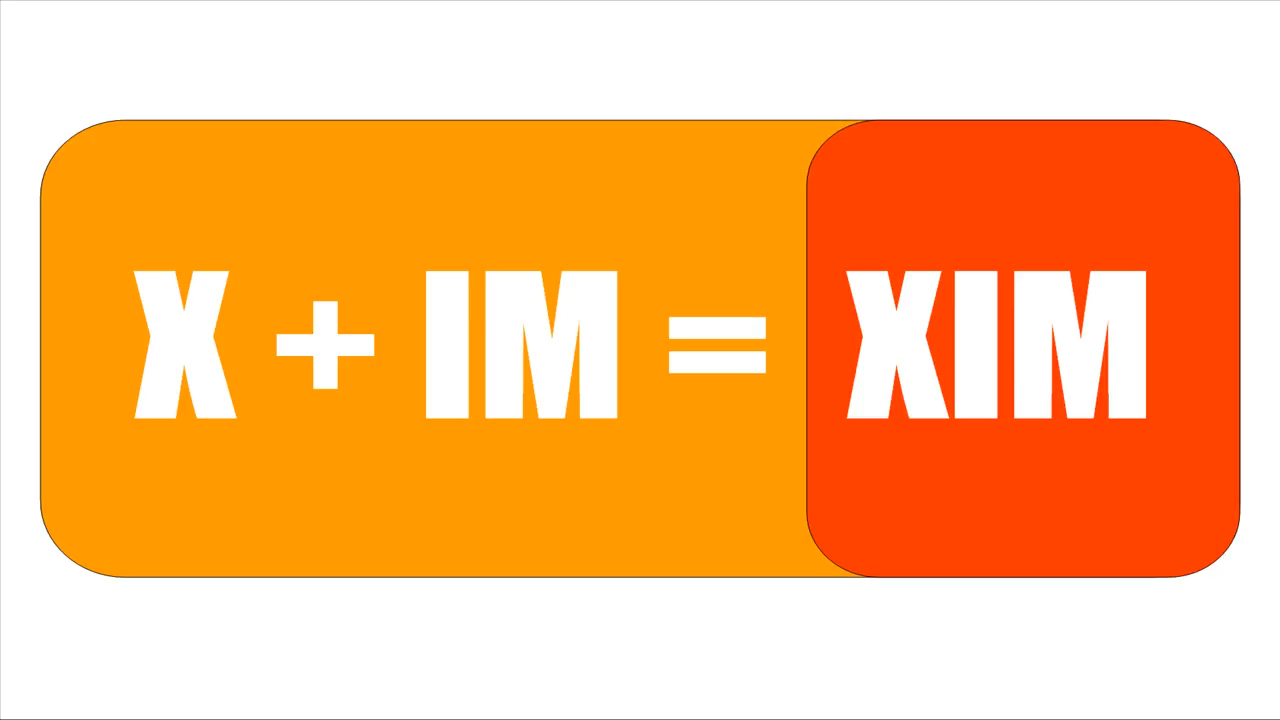 X + IM = XIM